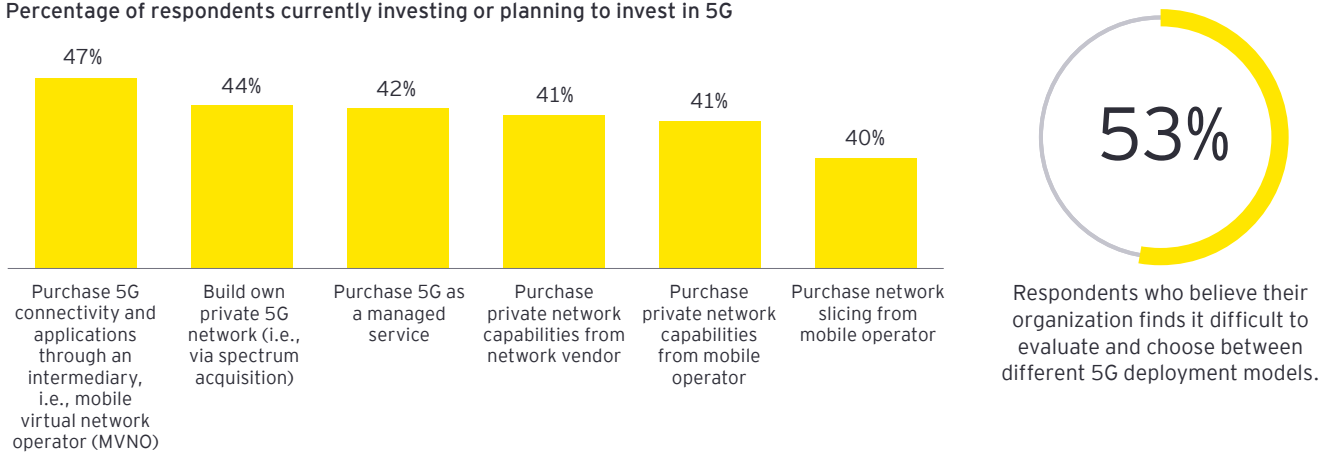 Percentage of respondents currently investing or planning to invest in 5G
47%
44%
42%
41%
41%
40%
Purchase 5G
connectivity and
applications
through an
intermediary,
i.e., mobile
virtual network
operator (MVNO)
Build own
private 5G
network (i.e.,
via spectrum
acquisition)
Purchase 5G as
a managed
service
Purchase
private network
capabilities from
network vendor
Purchase
private network
capabilities
from mobile
operator
Purchase network
slicing from
mobile operator
53%
Respondents who believe their
organization finds it difficult to
evaluate and choose between
different 5G deployment models.